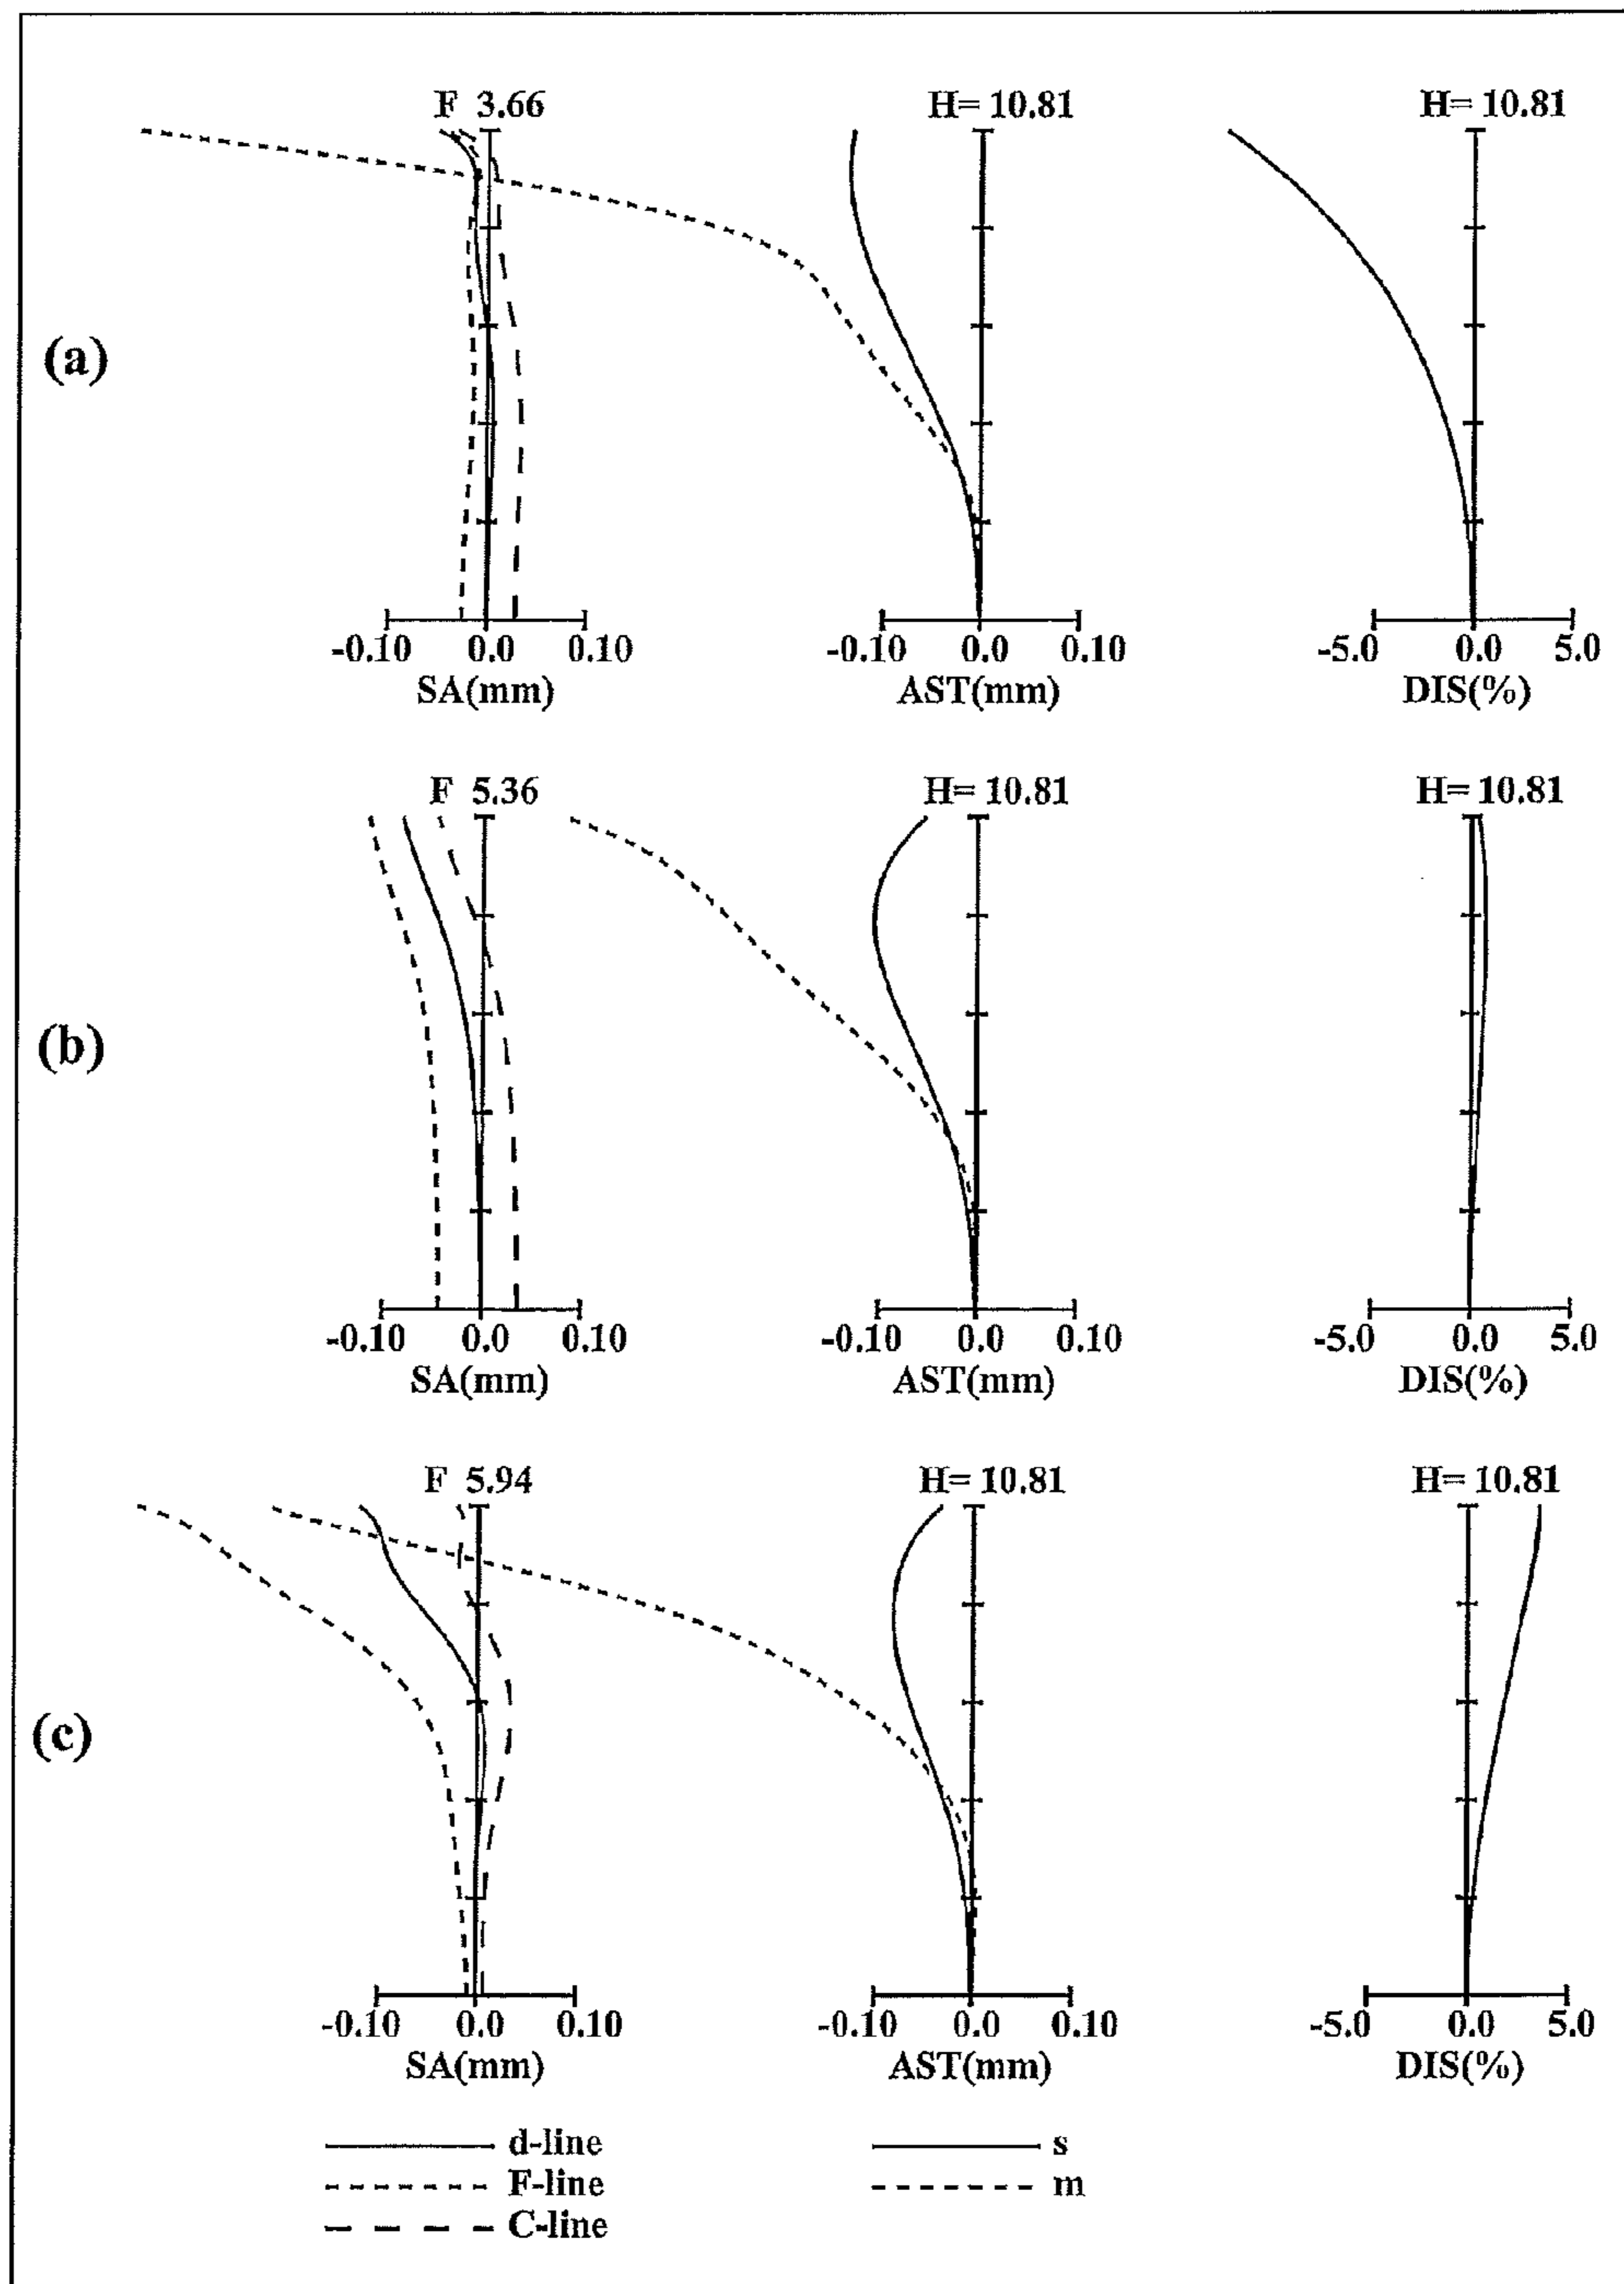 F 3.66 H= 10.81 H= 10.81
(a)
-0.10 0.0 0.10 -0.10 0.0 0.10 -5.0 0.0 5.0
SA(mm) AST(mm) DIS(%)
F 5.36 H= 10.81 H= 10.81
(b)
-0.10 0.0 0.10 -0.10 0.0 0.10 -5.0 0.0 5.0
SA(mm) AST(mm) DIS(%)
F 5.94 H= 10.81 H= 10.81
(c)
-0.10 0.0 0.10 -0.10 0.0 0.10 -5.0 0.0 5.0
SA(mm) AST(mm) DIS(%)
d-line s
F-line m
C-line